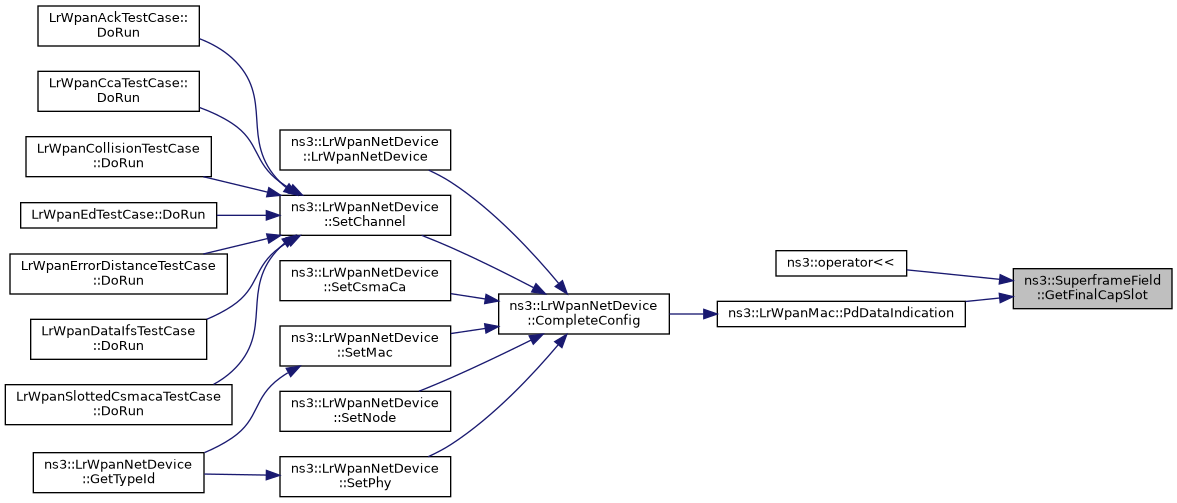 LrWpanAckTestCase::
DoRun
LrWpanCcaTestCase::
DoRun
LrWpanCollisionTestCase
::DoRun
LrWpanEdTestCase::DoRun
LrWpanErrorDistanceTestCase
::DoRun
LrWpanDataIfsTestCase
::DoRun
LrWpanSlottedCsmacaTestCase
::DoRun
ns3::LrWpanNetDevice
::GetTypeId
ns3::LrWpanNetDevice
::LrWpanNetDevice
ns3::LrWpanNetDevice
::SetChannel
ns3::LrWpanNetDevice
::SetCsmaCa
ns3::LrWpanNetDevice
::SetMac
ns3::LrWpanNetDevice
::SetNode
ns3::LrWpanNetDevice
::SetPhy
ns3::LrWpanNetDevice
::CompleteConfig
ns3::operator<<
ns3::LrWpanMac::PdDataIndication
ns3::SuperframeField
::GetFinalCapSlot